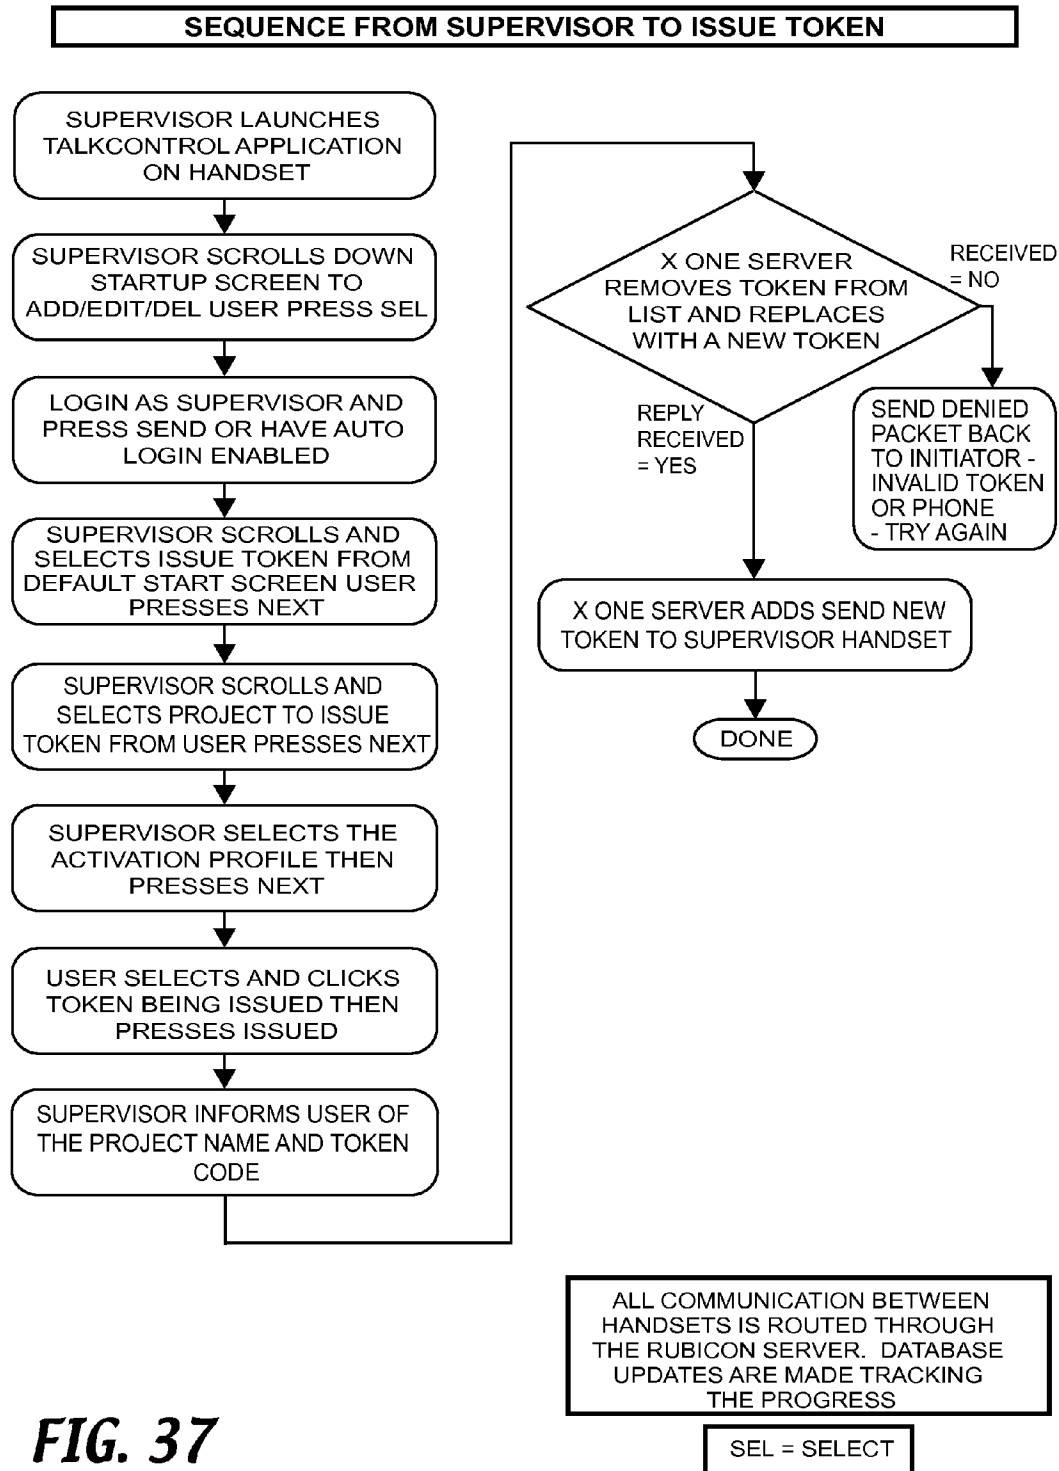 SEQUENCE FROM SUPERVISOR TO ISSUE TOKEN
SUPERVISOR LAUNCHES
TALKCONTROL APPLICATION
ON HANDSET
SUPERVISOR SCROLLS DOWN
STARTUP SCREEN TO
ADD/EDIT/DEL USER PRESS SEL
LOGIN AS SUPERVISOR AND
PRESS SEND OR HAVE AUTO
LOGIN ENABLED
SUPERVISOR SCROLLS AND
SELECTS ISSUE TOKEN FROM
DEFAULT START SCREEN USER
PRESSES NEXT
SUPERVISOR SCROLLS AND
SELECTS PROJECT TO ISSUE
TOKEN FROM USER PRESSES NEXT
SUPERVISOR SELECTS THE
ACTIVATION PROFILE THEN
PRESSES NEXT
USER SELECTS AND CLICKS
TOKEN BEING ISSUED THEN
PRESSES ISSUED
SUPERVISOR INFORMS USER OF
THE PROJECT NAME AND TOKEN
CODE
X ONE SERVER
REMOVES TOKEN FROM
LIST AND REPLACES
WITH A NEW TOKEN
RECEIVED
= NO
SEND DENIED
PACKET BACK
TO INITIATOR -
INVALID TOKEN
OR PHONE
- TRY AGAIN
REPLY
RECEIVED
= YES
X ONE SERVER ADDS SEND NEW
TOKEN TO SUPERVISOR HANDSET
DONE
ALL COMMUNICATION BETWEEN
HANDSETS IS ROUTED THROUGH
THE RUBICON SERVER. DATABASE
UPDATES ARE MADE TRACKING
THE PROGRESS
SEL = SELECT
FIG. 37